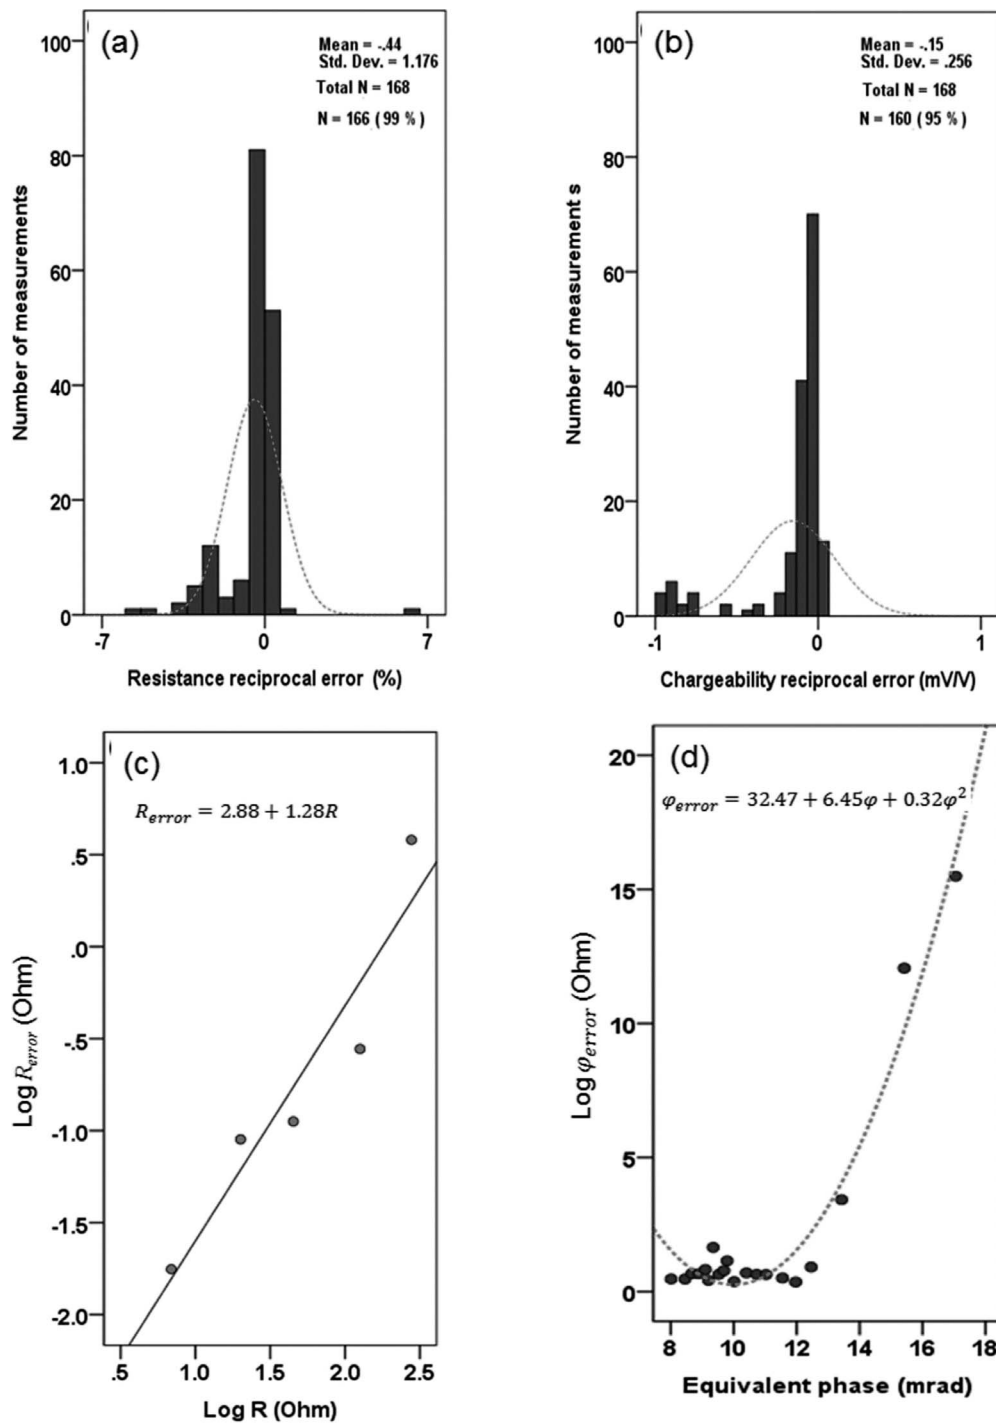 (a)
Mean = -.44
Std. Dev. = 1.176
Total N = 168
N = 166 ( 99 % )
100
80
60
40
20
0
Number of measurements
-7 0 7
Resistance reciprocal error (%)
(b)
Mean = -.15
Std. Dev. = .256
Total N = 168
N = 160 ( 95 % )
100
80
60
40
20
0
Number of measurement s
-1 0 1
Chargeability reciprocal error (mV/V)
(c)
R_error = 2.88 + 1.28R
1.0
.5
.0
-.5
-1.0
-1.5
-2.0
Log R_error (Ohm)
.5 1.0 1.5 2.0 2.5
Log R (Ohm)
(d)
φ_error = 32.47 + 6.45φ + 0.32φ²
20
15
10
5
0
Log φ_error (Ohm)
8 10 12 14 16 18
Equivalent phase (mrad)